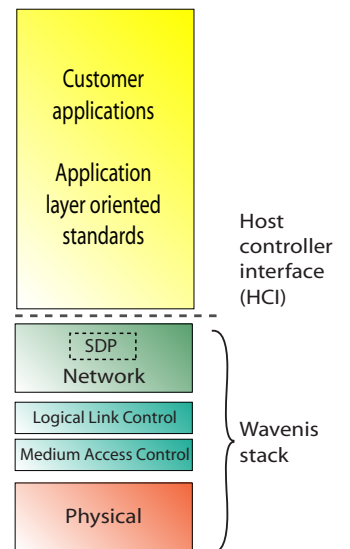 Customer
applications
Application
layer oriented
standards
Host
controller
interface
(HCI)
SDP
Network
Logical Link Control
Medium Access Control
Physical
Wavenis
stack